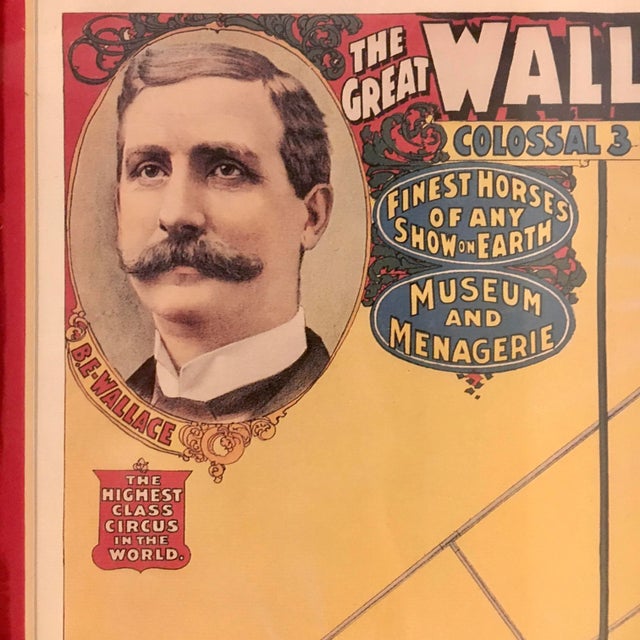 THE
GREAT WALL
COLOSSAL 3
FINEST HORSES
OF ANY
SHOW ON EARTH
MUSEUM
AND
MENAGERIE
B.E-WALLACE
THE
HIGHEST
CLASS
CIRCUS
IN THE
WORLD.